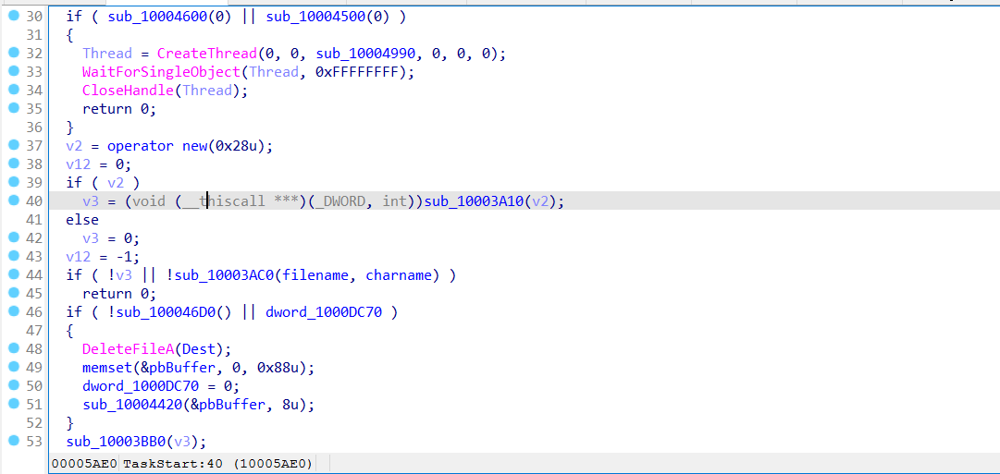 30 if ( sub_10004600(0) || sub_10004500(0) )
31 {
32 Thread = CreateThread(0, 0, sub_10004990, 0, 0, 0);
33 WaitForSingleObject(Thread, 0xFFFFFFFF);
34 CloseHandle(Thread);
35 return 0;
36 }
37 v2 = operator new(0x28u);
38 v12 = 0;
39 if ( v2 )
40 v3 = (void (__thiscall ***)(_DWORD, int))sub_10003A10(v2);
41 else
42 v3 = 0;
43 v12 = -1;
44 if ( !v3 || !sub_10003AC0(filename, charname) )
45 return 0;
46 if ( !sub_100046D0() || dword_1000DC70 )
47 {
48 DeleteFileA(Dest);
49 memset(&pbBuffer, 0, 0x88u);
50 dword_1000DC70 = 0;
51 sub_10004420(&pbBuffer, 8u);
52 }
53 sub_10003BB0(v3);
00005AE0 TaskStart:40 (10005AE0)